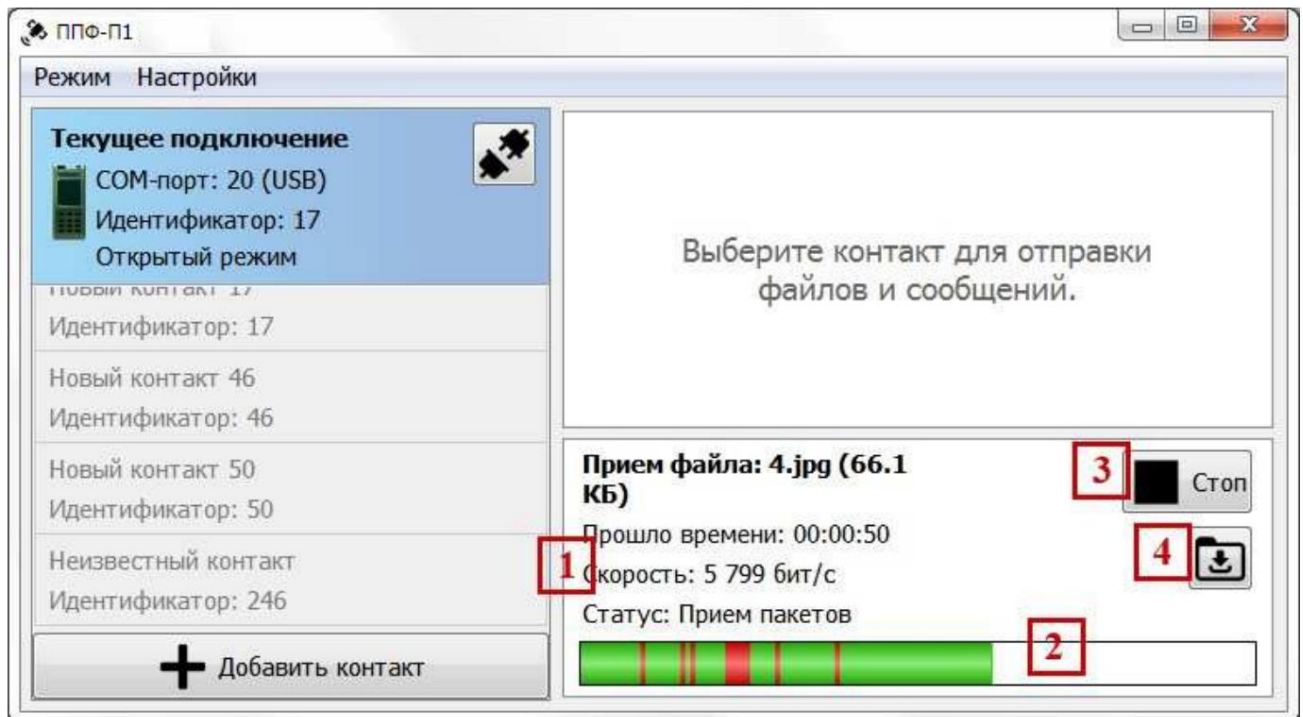 ППФ-П1
Режим Настройки
Текущее подключение
COM-порт: 20 (USB)
Идентификатор: 17
Открытый режим
Новый контакт 17
Идентификатор: 17
Новый контакт 46
Идентификатор: 46
Новый контакт 50
Идентификатор: 50
Неизвестный контакт
Идентификатор: 246
Добавить контакт
Выберите контакт для отправки
файлов и сообщений.
Прием файла: 4.jpg (66.1
КБ)
3
Стоп
Прошло времени: 00:00:50
4
1
Скорость: 5 799 бит/с
Статус: Прием пакетов
2